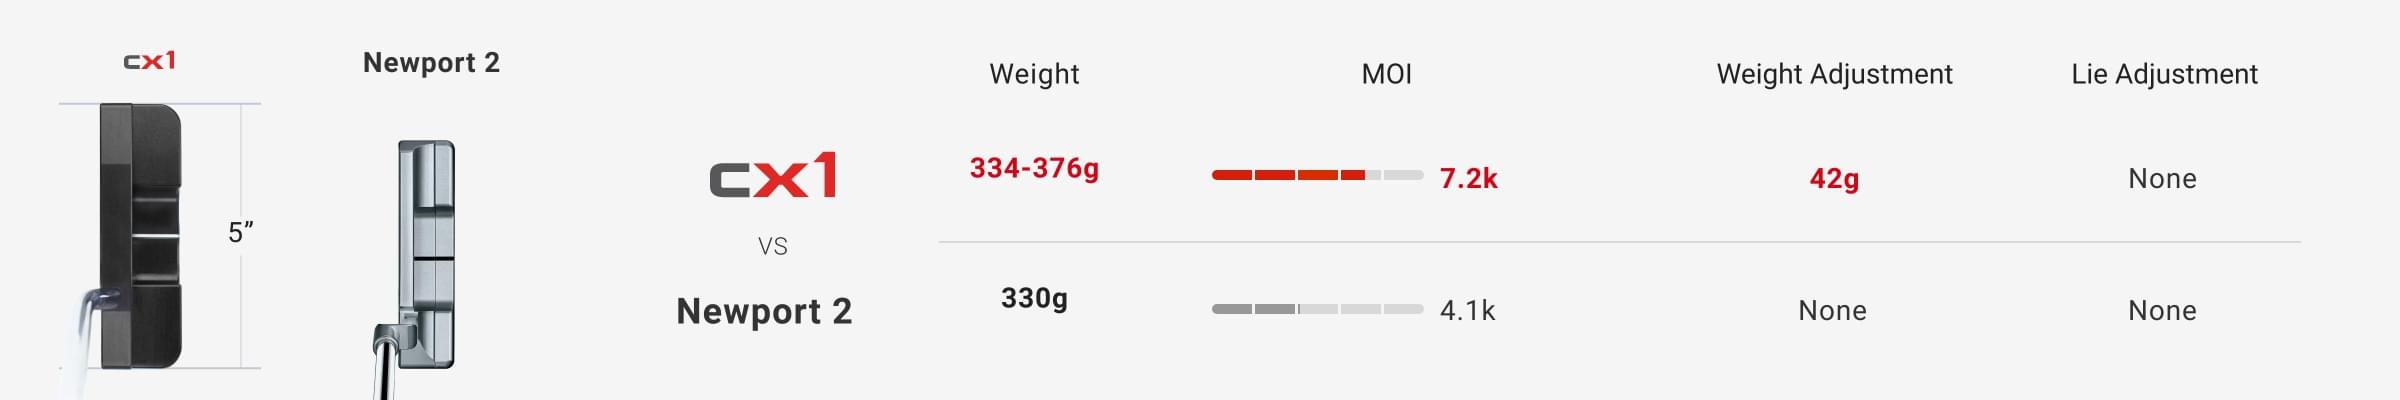 cx1
Newport 2
5”
Weight
MOI
Weight Adjustment
Lie Adjustment
cx1
334-376g
7.2k
42g
None
vs
Newport 2
330g
4.1k
None
None